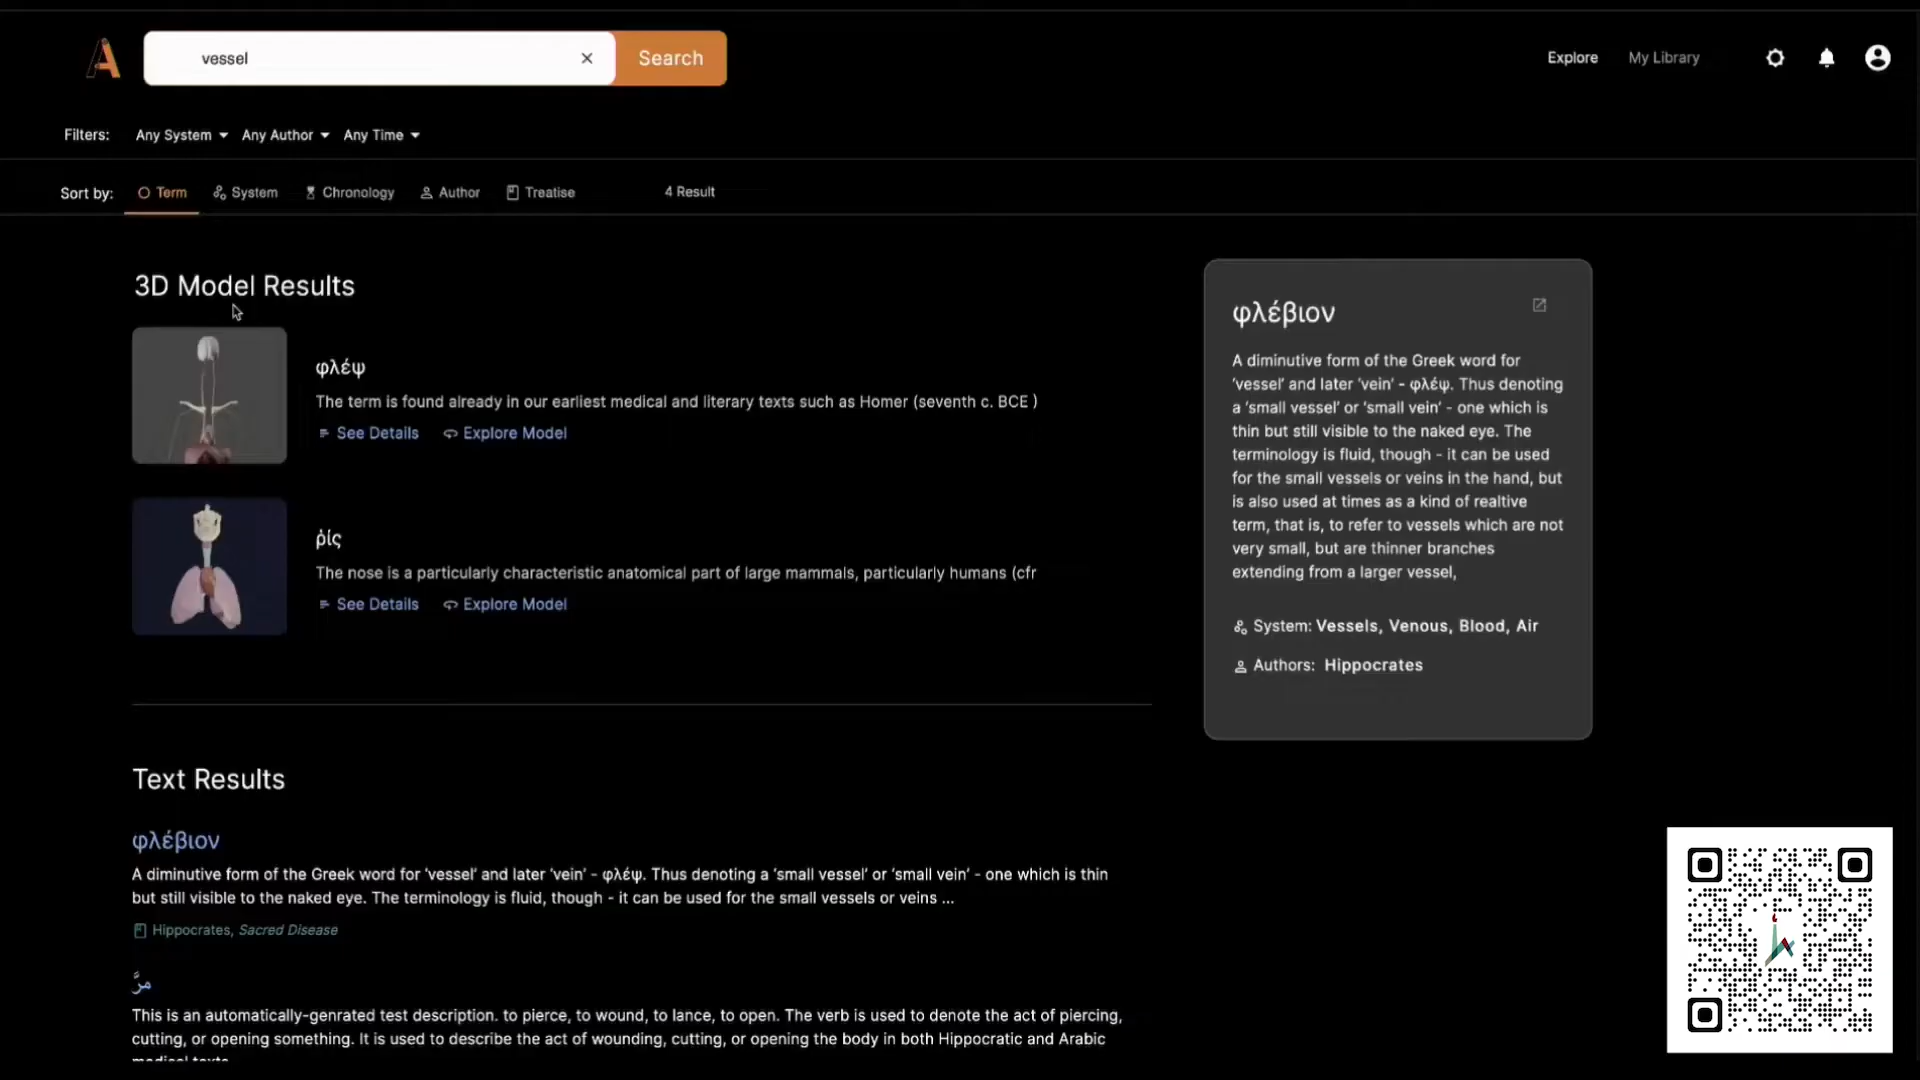 vessel
Search
Explore
My Library
Filters:
Any System
Any Author
Any Time
Sort by:
Term
System
Chronology
Author
Treatise
4 Result
3D Model Results
φλέψ
The term is found already in our earliest medical and literary texts such as Homer (seventh c. BCE )
See Details
Explore Model
ῥίς
The nose is a particularly characteristic anatomical part of large mammals, particularly humans (cfr
See Details
Explore Model
φλέβιον
A diminutive form of the Greek word for
‘vessel’ and later ‘vein’ - φλέψ. Thus denoting
a ‘small vessel’ or ‘small vein’ - one which is
thin but still visible to the naked eye. The
terminology is fluid, though - it can be used
for the small vessels or veins in the hand, but
is also used at times as a kind of realtive
term, that is, to refer to vessels which are not
very small, but are thinner branches
extending from a larger vessel,
System: Vessels, Venous, Blood, Air
Authors: Hippocrates
Text Results
φλέβιον
A diminutive form of the Greek word for ‘vessel’ and later ‘vein’ - φλέψ. Thus denoting a ‘small vessel’ or ‘small vein’ - one which is thin
but still visible to the naked eye. The terminology is fluid, though - it can be used for the small vessels or veins ...
Hippocrates, Sacred Disease
مرَّ
This is an automatically-genrated test description. to pierce, to wound, to lance, to open. The verb is used to denote the act of piercing,
cutting, or opening something. It is used to describe the act of wounding, cutting, or opening the body in both Hippocratic and Arabic
medical texts